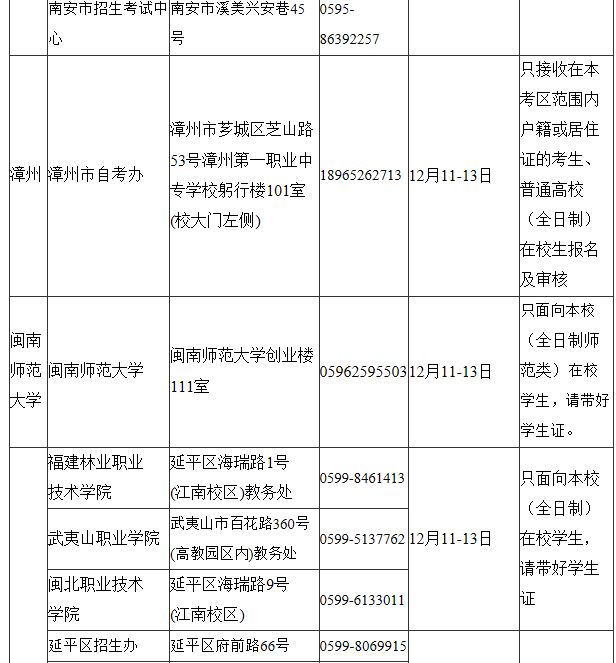 南安市招生考试中
心
南安市溪美兴安巷45
号
0595-
86392257
漳州
漳州市自考办
漳州市芗城区芝山路
53号漳州第一职业中
专学校躬行楼101室
(校大门左侧)
18965262713
12月11-13日
只接收在本
考区范围内
户籍或居住
证的考生、
普通高校
（全日制）
在校生报名
及审核
闽南
师范
大学
闽南师范大学
闽南师范大学创业楼
111室
05962595503
12月11-13日
只面向本校
（全日制师
范类）在校
学生，请带好
学生证。
福建林业职业
技术学院
延平区海瑞路1号
(江南校区)教务处
0599-8461413
12月11-13日
只面向本校
（全日制）
在校学生，
请带好学生
证
武夷山职业学院
武夷山市百花路360号
(高教园区内)教务处
0599-5137762
闽北职业技术
学院
延平区海瑞路9号
(江南校区)
0599-6133011
延平区招生办
延平区府前路66号
0599-8069915